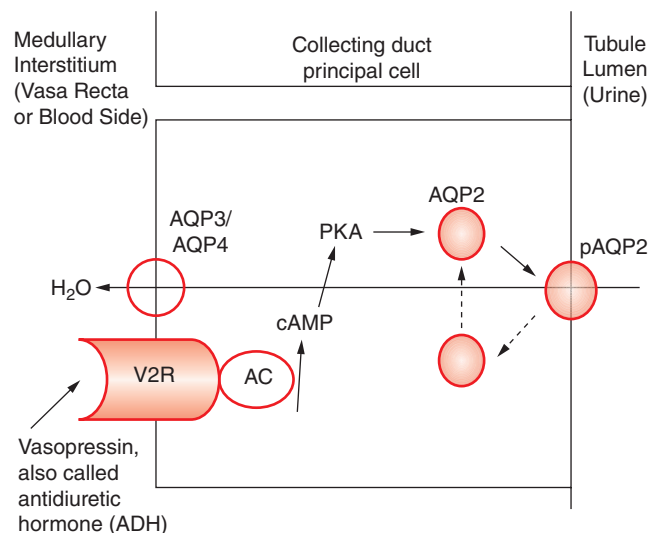 Medullary
Interstitium
(Vasa Recta
or Blood Side)
Collecting duct
principal cell
Tubule
Lumen
(Urine)
AQP3/
AQP4
PKA
AQP2
pAQP2
H₂O
cAMP
V2R
AC
Vasopressin,
also called
antidiuretic
hormone (ADH)